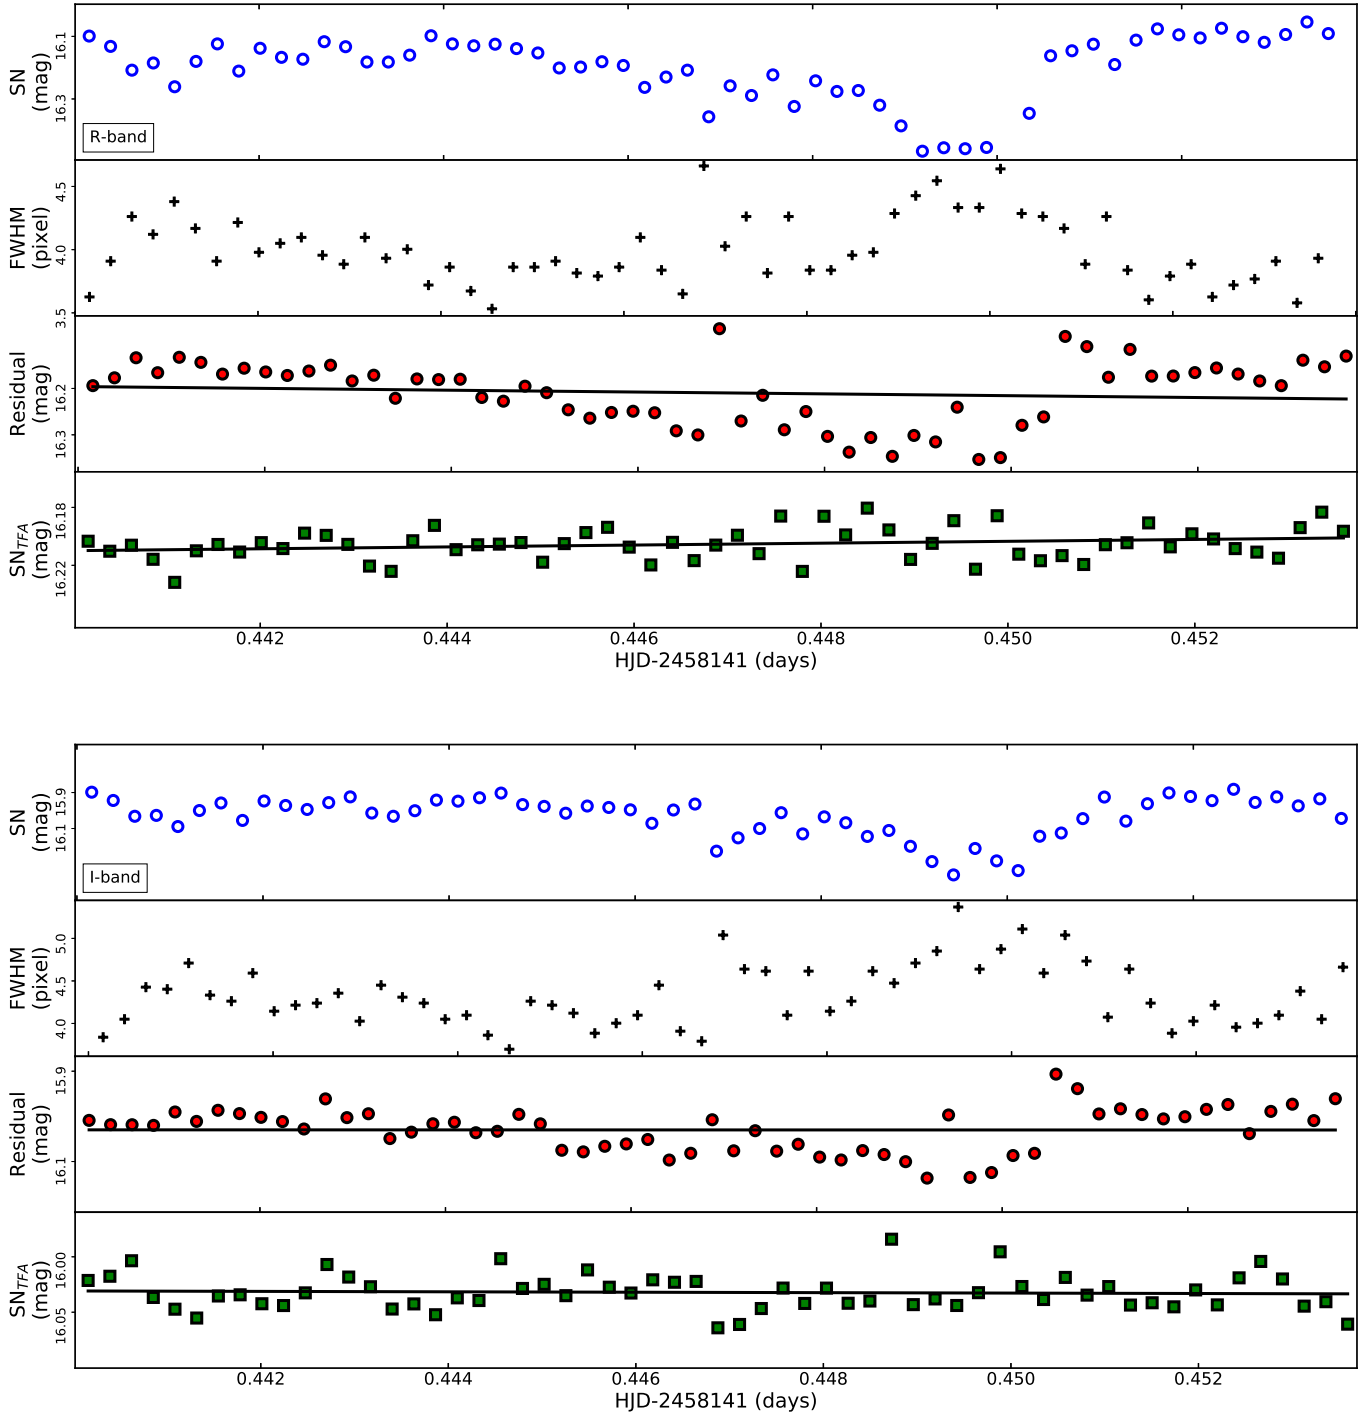 SN
(mag)
16.1
16.3
R-band
FWHM
(pixel)
4.5
4.0
3.5
Residual
(mag)
16.2
16.3
SN_TFA
(mag)
16.18
16.22
0.442 0.444 0.446 0.448 0.450 0.452
HJD-2458141 (days)
SN
(mag)
15.9
16.1
I-band
FWHM
(pixel)
5.0
4.5
4.0
Residual
(mag)
15.9
16.1
SN_TFA
(mag)
16.00
16.05
0.442 0.444 0.446 0.448 0.450 0.452
HJD-2458141 (days)